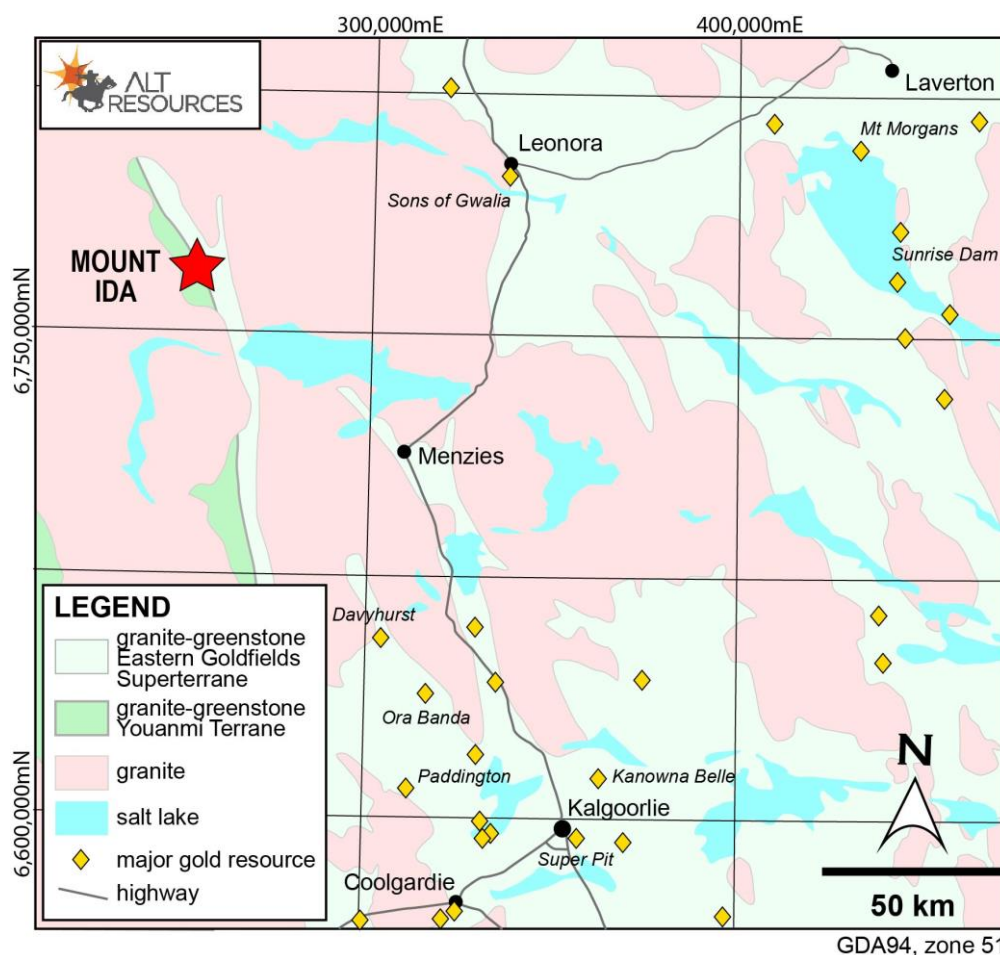 300,000mE
400,000mE
ALT
RESOURCES
Laverton
Mt Morgans
Leonora
Sons of Gwalia
Sunrise Dam
MOUNT
IDA
6,750,000mN
Menzies
LEGEND
granite-greenstone
Eastern Goldfields
Superterrane
granite-greenstone
Youanmi Terrane
granite
salt lake
major gold resource
highway
Davyhurst
Ora Banda
Paddington
Kanowna Belle
N
6,600,000mN
Kalgoorlie
Super Pit
Coolgardie
50 km
GDA94, zone 51